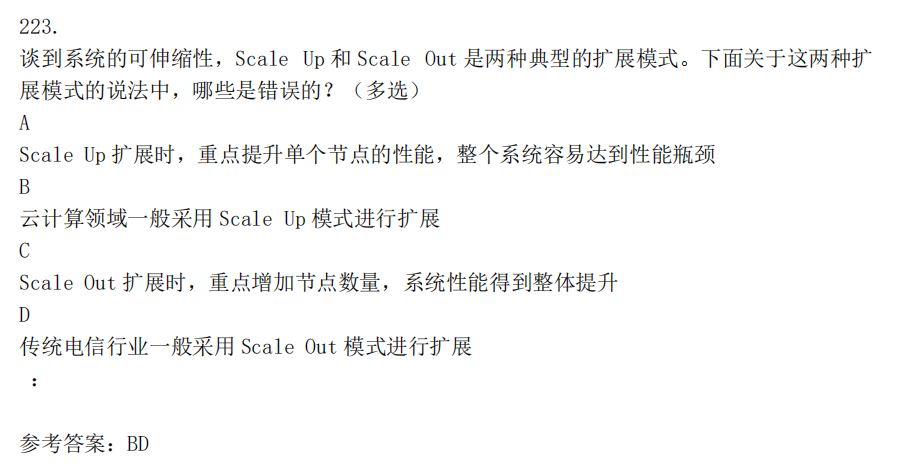 223.
谈到系统的可伸缩性，Scale Up 和 Scale Out 是两种典型的扩展模式。下面关于这两种扩
展模式的说法中，哪些是错误的？（多选）
A
Scale Up 扩展时，重点提升单个节点的性能，整个系统容易达到性能瓶颈
B
云计算领域一般采用 Scale Up 模式进行扩展
C
Scale Out 扩展时，重点增加节点数量，系统性能得到整体提升
D
传统电信行业一般采用 Scale Out 模式进行扩展
：
参考答案：BD